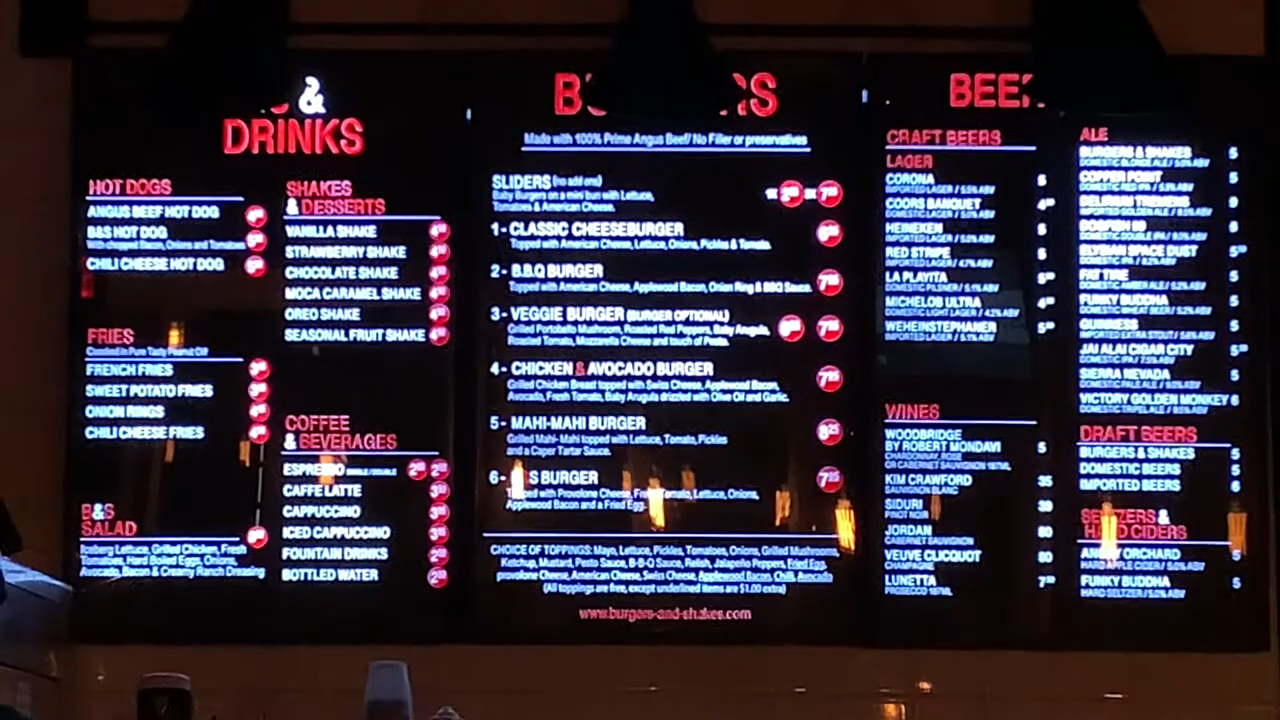 &
DRINKS
HOT DOGS
ANGUS BEEF HOT DOG
B&S HOT DOG
With chopped Bacon, Onions and Tomatoes
CHILI CHEESE HOT DOG
FRIES
Cooked in Pure Tasty Peanut Oil
FRENCH FRIES
SWEET POTATO FRIES
ONION RINGS
CHILI CHEESE FRIES
B&S
SALAD
Iceberg Lettuce, Grilled Chicken, Fresh
Tomatoes, Hard Boiled Eggs, Onions,
Avocado, Bacon & Creamy Ranch Dressing
SHAKES
& DESSERTS
VANILLA SHAKE
STRAWBERRY SHAKE
CHOCOLATE SHAKE
MOCA CARAMEL SHAKE
OREO SHAKE
SEASONAL FRUIT SHAKE
COFFEE
& BEVERAGES
ESPRESSO SINGLE / DOUBLE
CAFFE LATTE
CAPPUCCINO
ICED CAPPUCCINO
FOUNTAIN DRINKS
BOTTLED WATER
Made with 100% Prime Angus Beef/ No Filler or preservatives
SLIDERS (no add ons)
Baby Burgers on a mini bun with Lettuce,
Tomatoes & American Cheese.
1- CLASSIC CHEESEBURGER
Topped with American Cheese, Lettuce, Onions, Pickles & Tomato.
2- B.B.Q BURGER 7
Topped with American Cheese, Applewood Bacon, Onion Ring & BBQ Sauce.
3- VEGGIE BURGER (BURGER OPTIONAL)
Grilled Portobello Mushroom, Roasted Red Peppers, Baby Arugula,
Roasted Tomato, Mozzarella Cheese and touch of Pesto.
4- CHICKEN & AVOCADO BURGER 7
Grilled Chicken Breast topped with Swiss Cheese, Applewood Bacon,
Avocado, Fresh Tomato, Baby Arugula drizzled with Olive Oil and Garlic.
5- MAHI-MAHI BURGER
Grilled Mahi- Mahi topped with Lettuce, Tomato, Pickles
and a Caper Tartar Sauce.
6- BURGER
Topped with Provolone Cheese, Fresh Tomato, Lettuce, Onions,
Applewood Bacon and a Fried Egg.
CHOICE OF TOPPINGS: Mayo, Lettuce, Pickles, Tomatoes, Onions, Grilled Mushrooms,
Ketchup, Mustard, Pesto Sauce, B-B-Q Sauce, Relish, Jalapeño Peppers, Fried Egg,
provolone Cheese, American Cheese, Swiss Cheese, Applewood Bacon, Chili, Avocado
(All toppings are free, except underlined items are $1.00 extra)
www.burgers-and-shakes.com
CRAFT BEERS
LAGER
CORONA
IMPORTED LAGER / 5.5% ABV
COORS BANQUET
DOMESTIC LAGER / 5.0% ABV
HEINEKEN
IMPORTED LAGER / 5.0% ABV
RED STRIPE
IMPORTED LAGER / 4.7% ABV
LA PLAYITA
DOMESTIC PILSNER / 5.1% ABV
MICHELOB ULTRA
DOMESTIC LIGHT LAGER / 4.2% ABV
WEHEINSTEPHANER
IMPORTED LAGER / 5.1% ABV
WINES
WOODBRIDGE
BY ROBERT MONDAVI 5
CHARDONNAY, ROSE
OR CABERNET SAUVIGNON 187ML
KIM CRAWFORD 35
SAUVIGNON BLANC
SIDURI
PINOT NOIR
JORDAN
CABERNET SAUVIGNON
VEUVE CLICQUOT
CHAMPAGNE
LUNETTA
PROSECCO 187ML
ALE
BURGERS & SHAKES 5
DOMESTIC BLONDE ALE / 5.0% ABV
COPPER POINT 5
DOMESTIC RED IPA
DELIRIUM TREMENS 9
IMPORTED GOLDEN ALE
DOGFISH
DOMESTIC DOUBLE IPA
ELYSIAN SPACE DUST
FAT TIRE 5
DOMESTIC AMBER ALE / 5.2% ABV
FUNKY BUDDHA 5
DOMESTIC WHEAT BEER / 5.2% ABV
GUINNESS 5
IMPORTED EXTRA STOUT
JAI ALAI CIGAR CITY
DOMESTIC IPA / 7.5% ABV
SIERRA NEVADA 5
DOMESTIC PALE ALE
VICTORY GOLDEN MONKEY 6
DOMESTIC TRIPEL ALE
DRAFT BEERS
BURGERS & SHAKES 5
DOMESTIC BEERS 5
IMPORTED BEERS 6
SELTZERS &
HARD CIDERS
ANGRY ORCHARD 5
HARD APPLE CIDER / 5.0% ABV
FUNKY BUDDHA 5
HARD SELTZER / 5.0% ABV